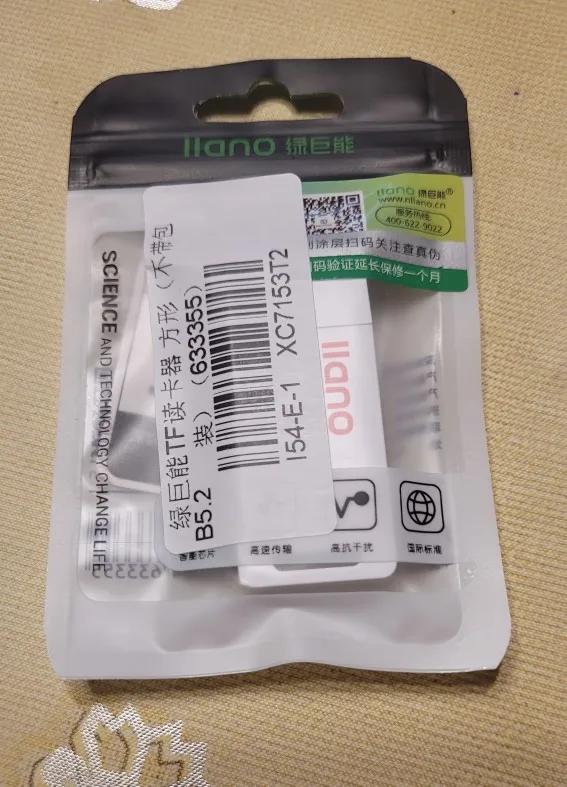 llano 绿巨能
llano 绿巨能®
www.nllano.cn
服务热线:
400-622-9022
刮涂层扫码关注查真伪
扫码验证延长保修一个月
SCIENCE AND TECHNOLOGY CHANGE LIFE
绿巨能TF读卡器 方形 (不带包
装) (633355)
B5.2
I54-E-1 XC7153T2
llano
高速传输
高抗干扰
国际标准